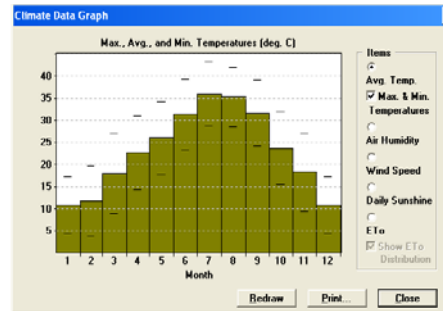 Climate Data Graph
Max., Avg., and Min. Temperatures (deg. C)
40
35
30
25
20
15
10
5
1 2 3 4 5 6 7 8 9 10 11 12
Month
Items
Avg. Temp.
Max. & Min.
Temperatures
Air Humidity
Wind Speed
Daily Sunshine
ETo
Show ETo
Distribution
Redraw Print... Close